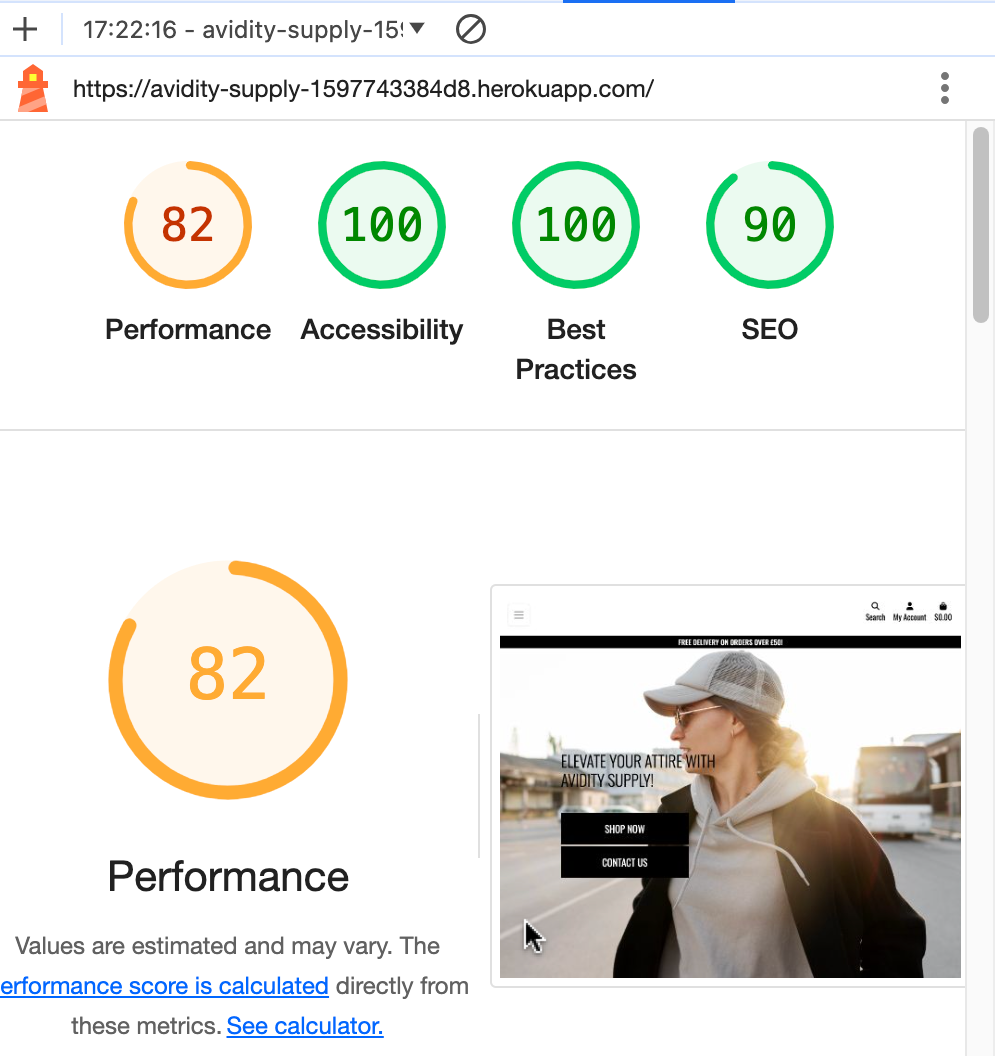 17:22:16 - avidity-supply-159
https://avidity-supply-1597743384d8.herokuapp.com/
82
100
100
90
Performance
Accessibility
Best
Practices
SEO
82
Performance
Values are estimated and may vary. The
erformance score is calculated directly from
these metrics. See calculator.
Search
My Account
$0.00
FREE DELIVERY ON ORDERS OVER £50!
ELEVATE YOUR ATTIRE WITH
AVIDITY SUPPLY!
SHOP NOW
CONTACT US